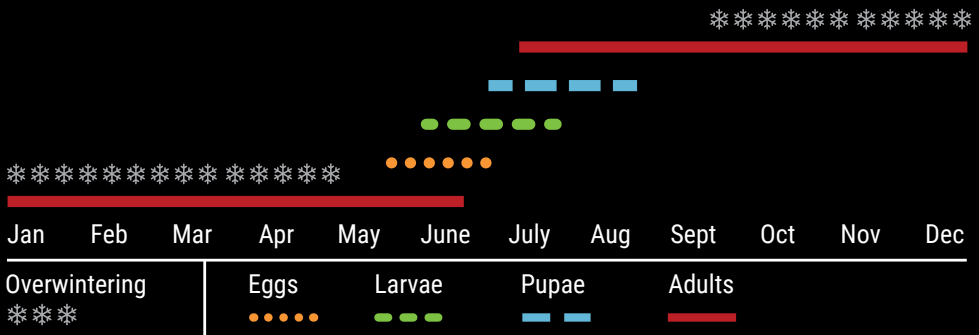 Jan Feb Mar Apr May June July Aug Sept Oct Nov Dec
Overwintering Eggs Larvae Pupae Adults